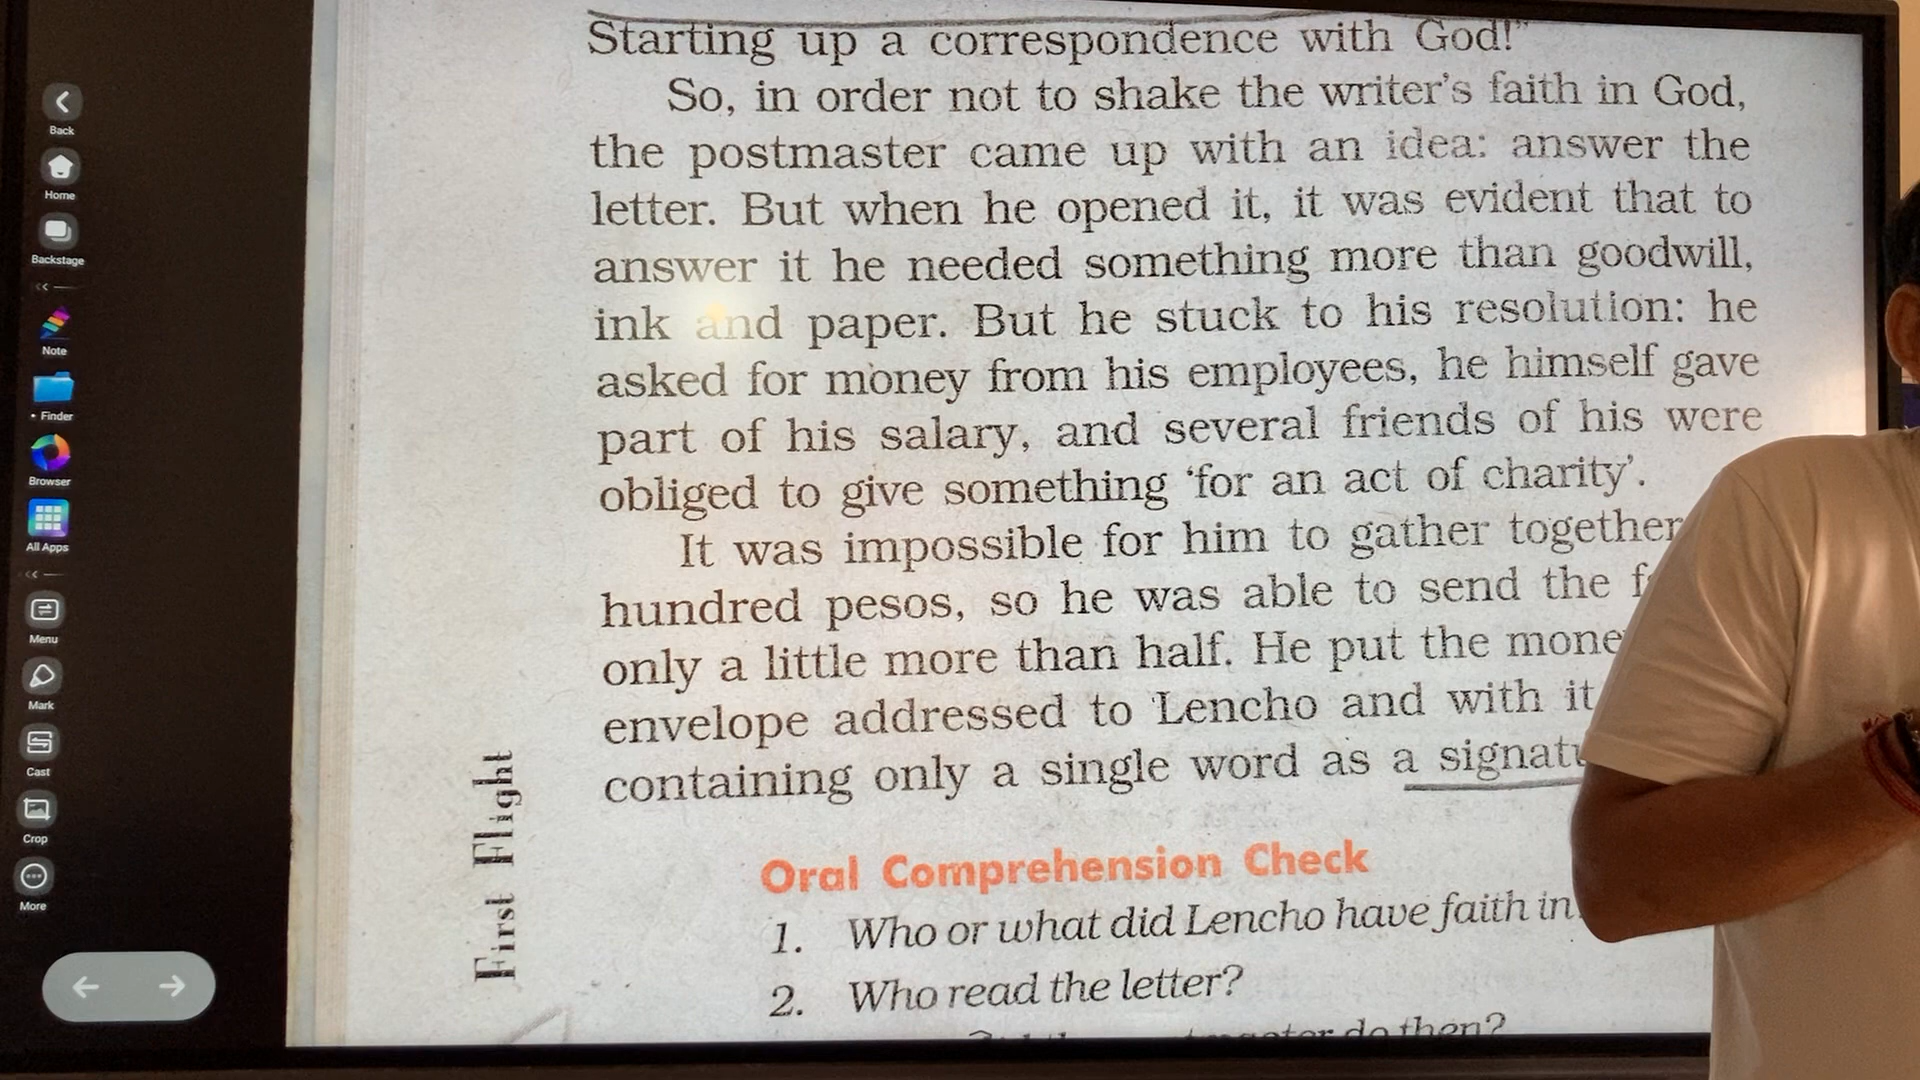 Back
Home
Backstage
Note
• Finder
Browser
All Apps
Menu
Mark
Cast
Crop
More
Starting up a correspondence with God!”
So, in order not to shake the writer’s faith in God,
the postmaster came up with an idea: answer the
letter. But when he opened it, it was evident that to
answer it he needed something more than goodwill,
ink and paper. But he stuck to his resolution: he
asked for money from his employees, he himself gave
part of his salary, and several friends of his were
obliged to give something ‘for an act of charity’.
It was impossible for him to gather together
hundred pesos, so he was able to send the
only a little more than half. He put the
envelope addressed to Lencho and with it
containing only a single word as a
First Flight
Oral Comprehension Check
1. Who or what did Lencho have faith in
2. Who read the letter?
do then?